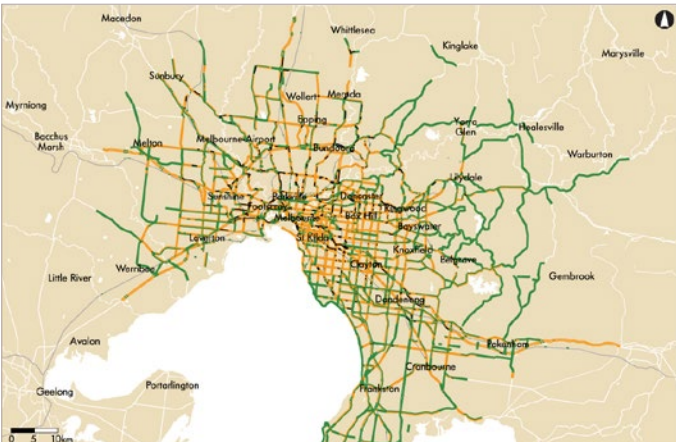 Macedon
Whittlesea
Kinglake
Marysville
Sunbury
Wollert
Mernda
Myrniong
Epping
Yarra
Glen
Healesville
Bacchus
Marsh
Melton
Melbourne Airport
Bundoora
Warburton
Lilydale
Sunshine
Parkville
Doncaster
Footscray
Ringwood
Melbourne
Box Hill
Bayswater
Laverton
St Kilda
Knoxfield
Belgrave
Clayton
Werribee
Little River
Gembrook
Dandenong
Avalon
Pakenham
Cranbourne
Geelong
Portarlington
Frankston
0 5 10km